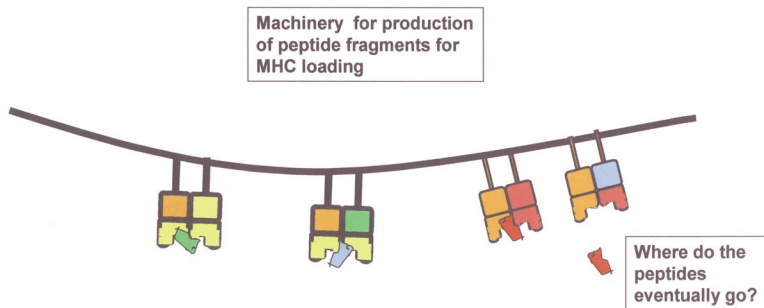 Machinery for production
of peptide fragments for
MHC loading
Where do the
peptides
eventually go?